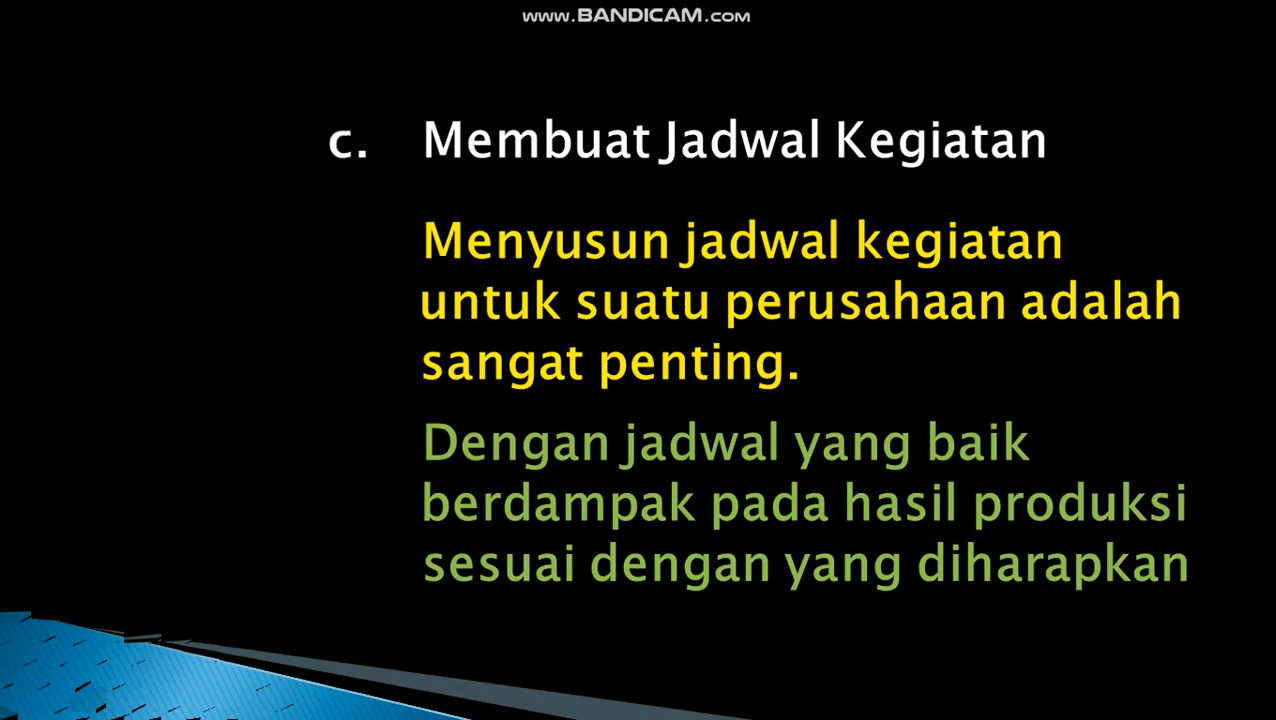 www.BANDICAM.com
c. Membuat Jadwal Kegiatan
Menyusun jadwal kegiatan
untuk suatu perusahaan adalah
sangat penting.
Dengan jadwal yang baik
berdampak pada hasil produksi
sesuai dengan yang diharapkan